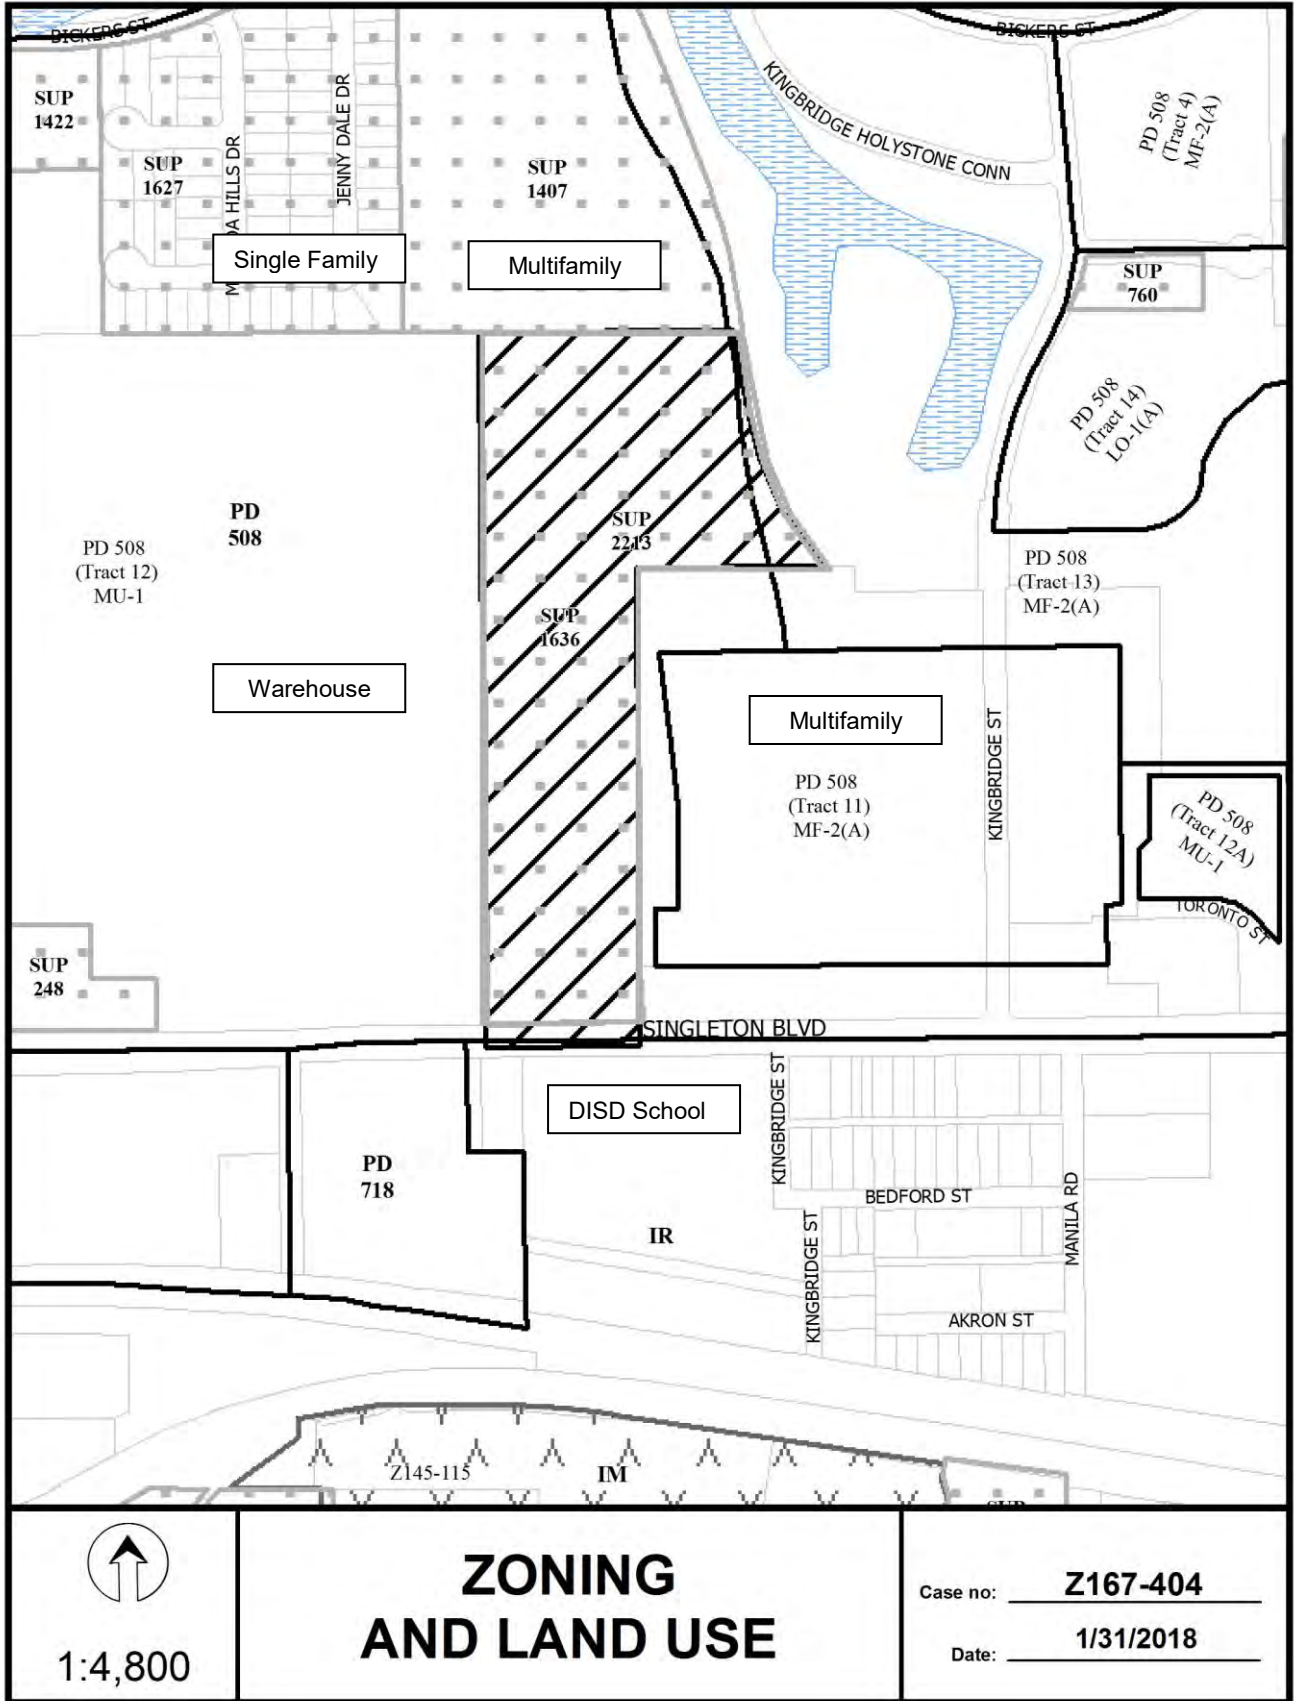 BICKERS ST
BICKERS ST
SUP
1422
SUP
1627
HILLS DR
JENNY DALE DR
SUP
1407
KINGBRIDGE HOLYSTONE CONN
PD 508
(Tract 4)
MF-2(A)
Single Family
Multifamily
SUP
760
PD 508
(Tract 14)
LO-1(A)
PD
508
PD 508
(Tract 12)
MU-1
SUP
2213
PD 508
(Tract 13)
MF-2(A)
SUP
1636
Warehouse
Multifamily
PD 508
(Tract 11)
MF-2(A)
KINGBRIDGE ST
PD 508
(Tract 12A)
MU-1
TORONTO ST
SUP
248
SINGLETON BLVD
DISD School
KINGBRIDGE ST
PD
718
BEDFORD ST
MANILA RD
IR
KINGBRIDGE ST
AKRON ST
Z145-115
IM
SUP
1:4,800
ZONING
AND LAND USE
Case no: Z167-404
Date: 1/31/2018